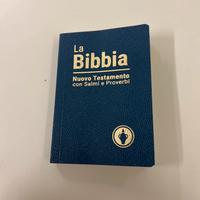 La
Bibbia
Nuovo Testamento
con Salmi e Proverbi